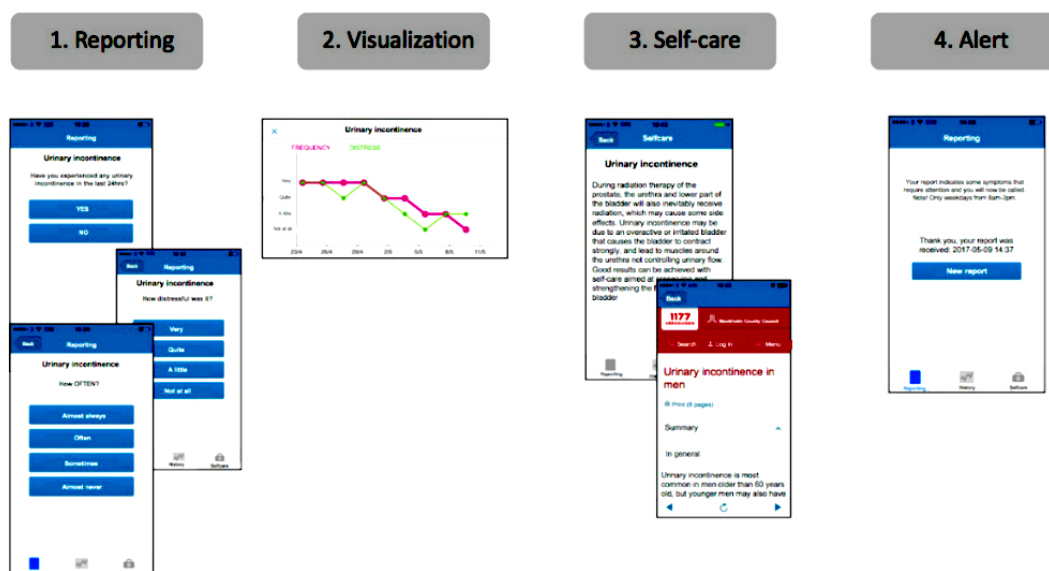 1. Reporting
2. Visualization
3. Self-care
4. Alert
Reporting
Urinary incontinence
Have you experienced any urinary
incontinence in the last 24hrs?
YES
NO
Back
Reporting
Urinary incontinence
How distressful was it?
Very
Quite
A little
Not at all
History
Selfcare
Back
Reporting
Urinary incontinence
How OFTEN?
Almost always
Often
Sometimes
Almost never
Urinary incontinence
FREQUENCY
DISTRESS
Very
Quite
A little
Not at all
23/4
26/4
29/4
2/5
5/5
8/5
11/5
Back
Selfcare
Urinary incontinence
During radiation therapy of the
prostate, the urethra and lower part of
the bladder will also inevitably receive
radiation, which may cause some side
effects. Urinary incontinence may be
due to an overactive or irritated bladder
that causes the bladder to contract
strongly, and lead to muscles around
the urethra not controlling urinary flow.
Good results can be achieved with
self-care aimed at
strengthening the
bladder
Reporting
Back
1177
Stockholm County Council
Search
Log in
Menu
Urinary incontinence in
men
Print (8 pages)
Summary
In general
Urinary incontinence is most
common in men older than 60 years
old, but younger men may also have
Reporting
Your report indicates some symptoms that
require attention and you will now be called.
Note! Only weekdays from 8am-3pm.
Thank you, your report was
received: 2017-05-09 14:37
New report
Reporting
History
Selfcare